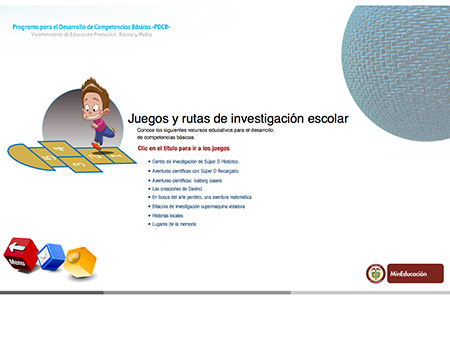 Programa para el Desarrollo de Competencias Básicas -PDCB-
Viceministerio de Educación Preescolar, Básica y Media
Juegos y rutas de investigación escolar
Conoce los siguientes recursos educativos para el desarrollo
de competencias básicas.
Clic en el título para ir a los juegos
• Centro de investigación de Súper O Histórico.
• Aventuras científicas con Súper O Recargado
• Aventuras científicas: Iceberg casero
• Las creaciones de Davinci
• En busca del arte perdido, una aventura matemática
• Bitácora de investigación supermáquina voladora
• Historias locales
• Lugares de la memoria
Menu
MinEducación